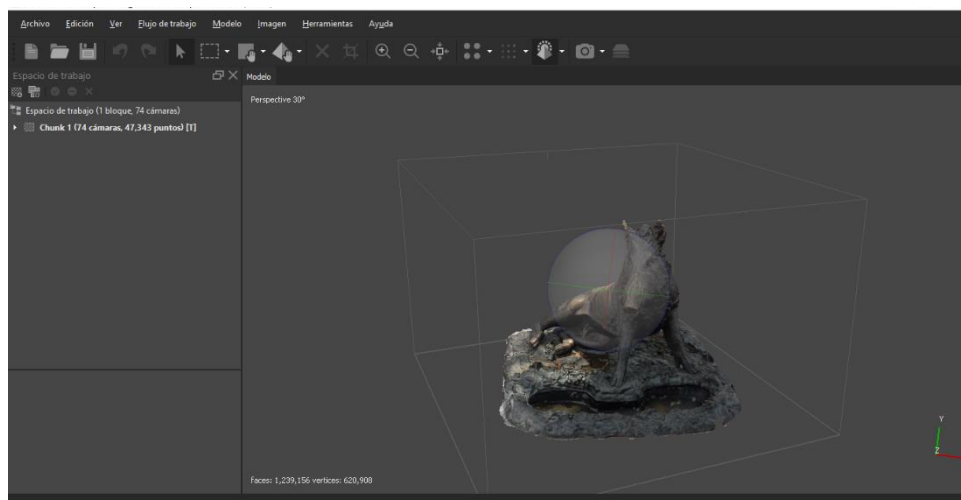 Archivo Edición Ver Flujo de trabajo Modelo Imagen Herramientas Ayuda
Espacio de trabajo
Modelo
Espacio de trabajo (1 bloque, 74 cámaras)
Chunk 1 (74 cámaras, 47,343 puntos) [T]
Perspective 30°
Y
Z
faces: 1,239,156 vertices: 620,908